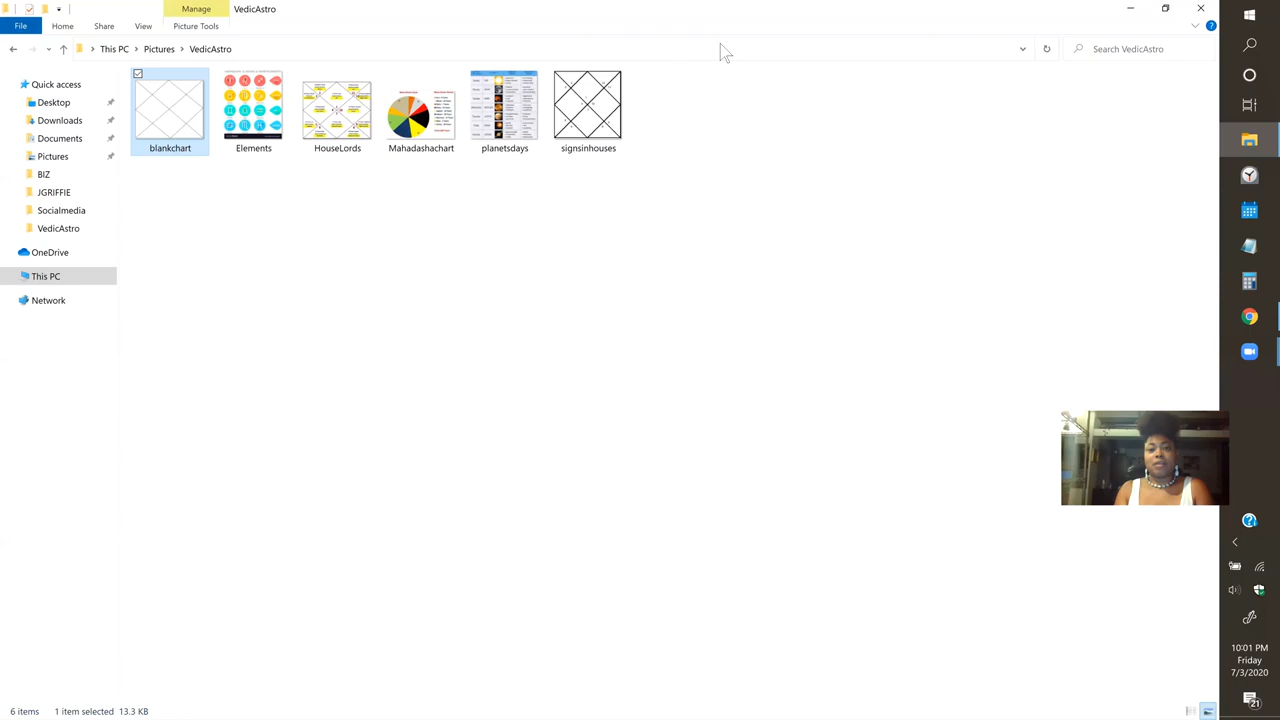 Manage
VedicAstro
File
Home
Share
View
Picture Tools
This PC
Pictures
VedicAstro
Search VedicAstro
Quick access
Desktop
Downloads
Documents
Pictures
BIZ
JGRIFFIE
Socialmedia
VedicAstro
OneDrive
This PC
Network
blankchart
Elements
HouseLords
Mahadashachart
planetsdays
signsinhouses
10:01 PM
Friday
7/3/2020
21
6 items
1 item selected
13.3 KB